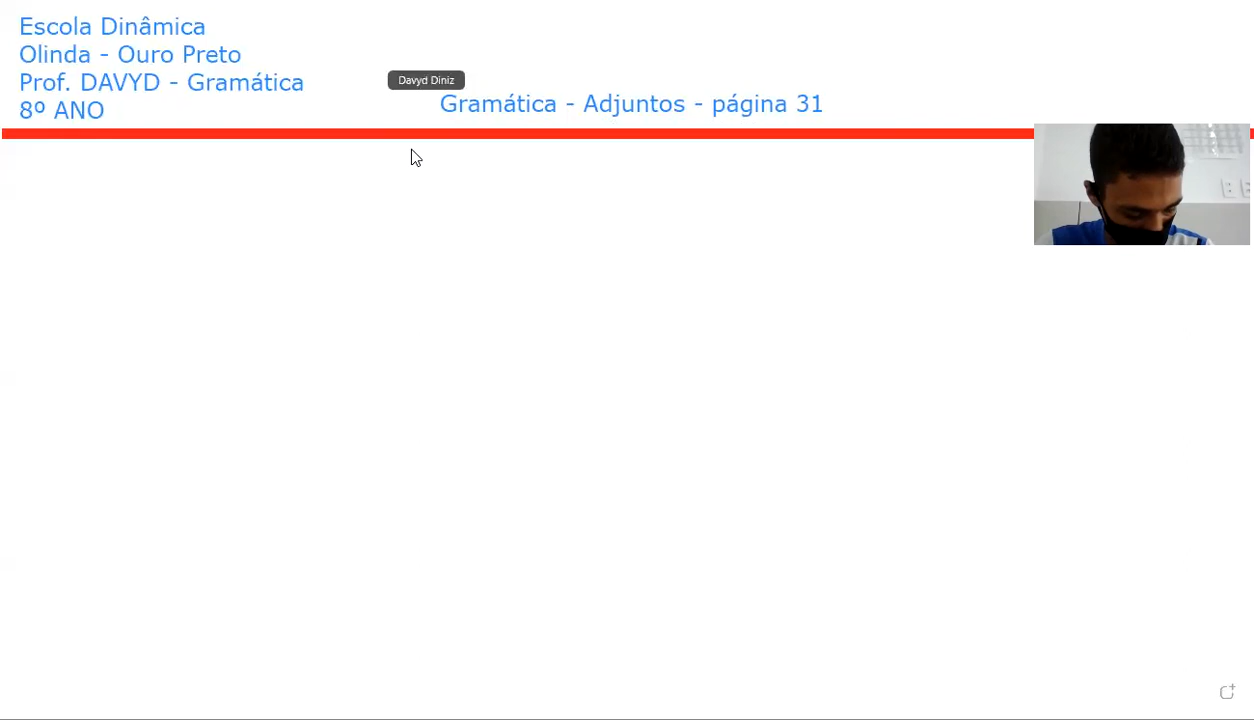 Escola Dinâmica
Olinda - Ouro Preto
Prof. DAVYD - Gramática
8º ANO
Davyd Diniz
Gramática - Adjuntos - página 31